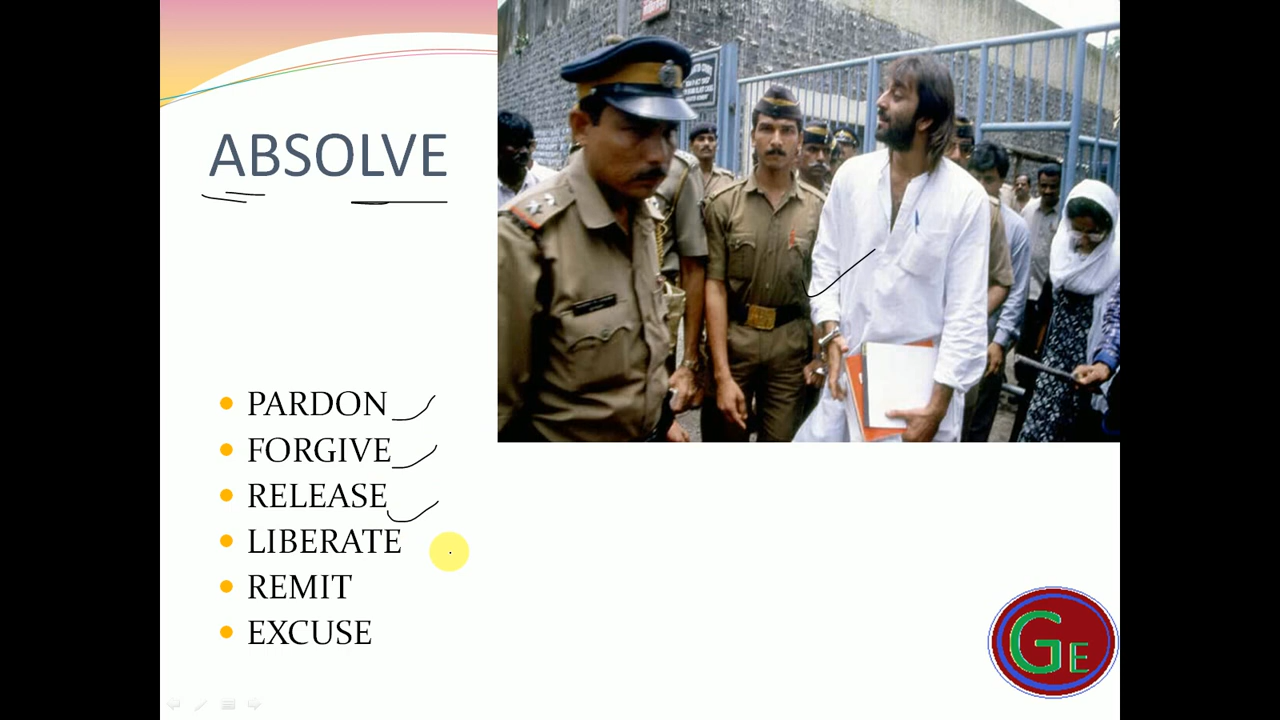 ABSOLVE
PARDON
FORGIVE
RELEASE
LIBERATE
REMIT
EXCUSE
GE